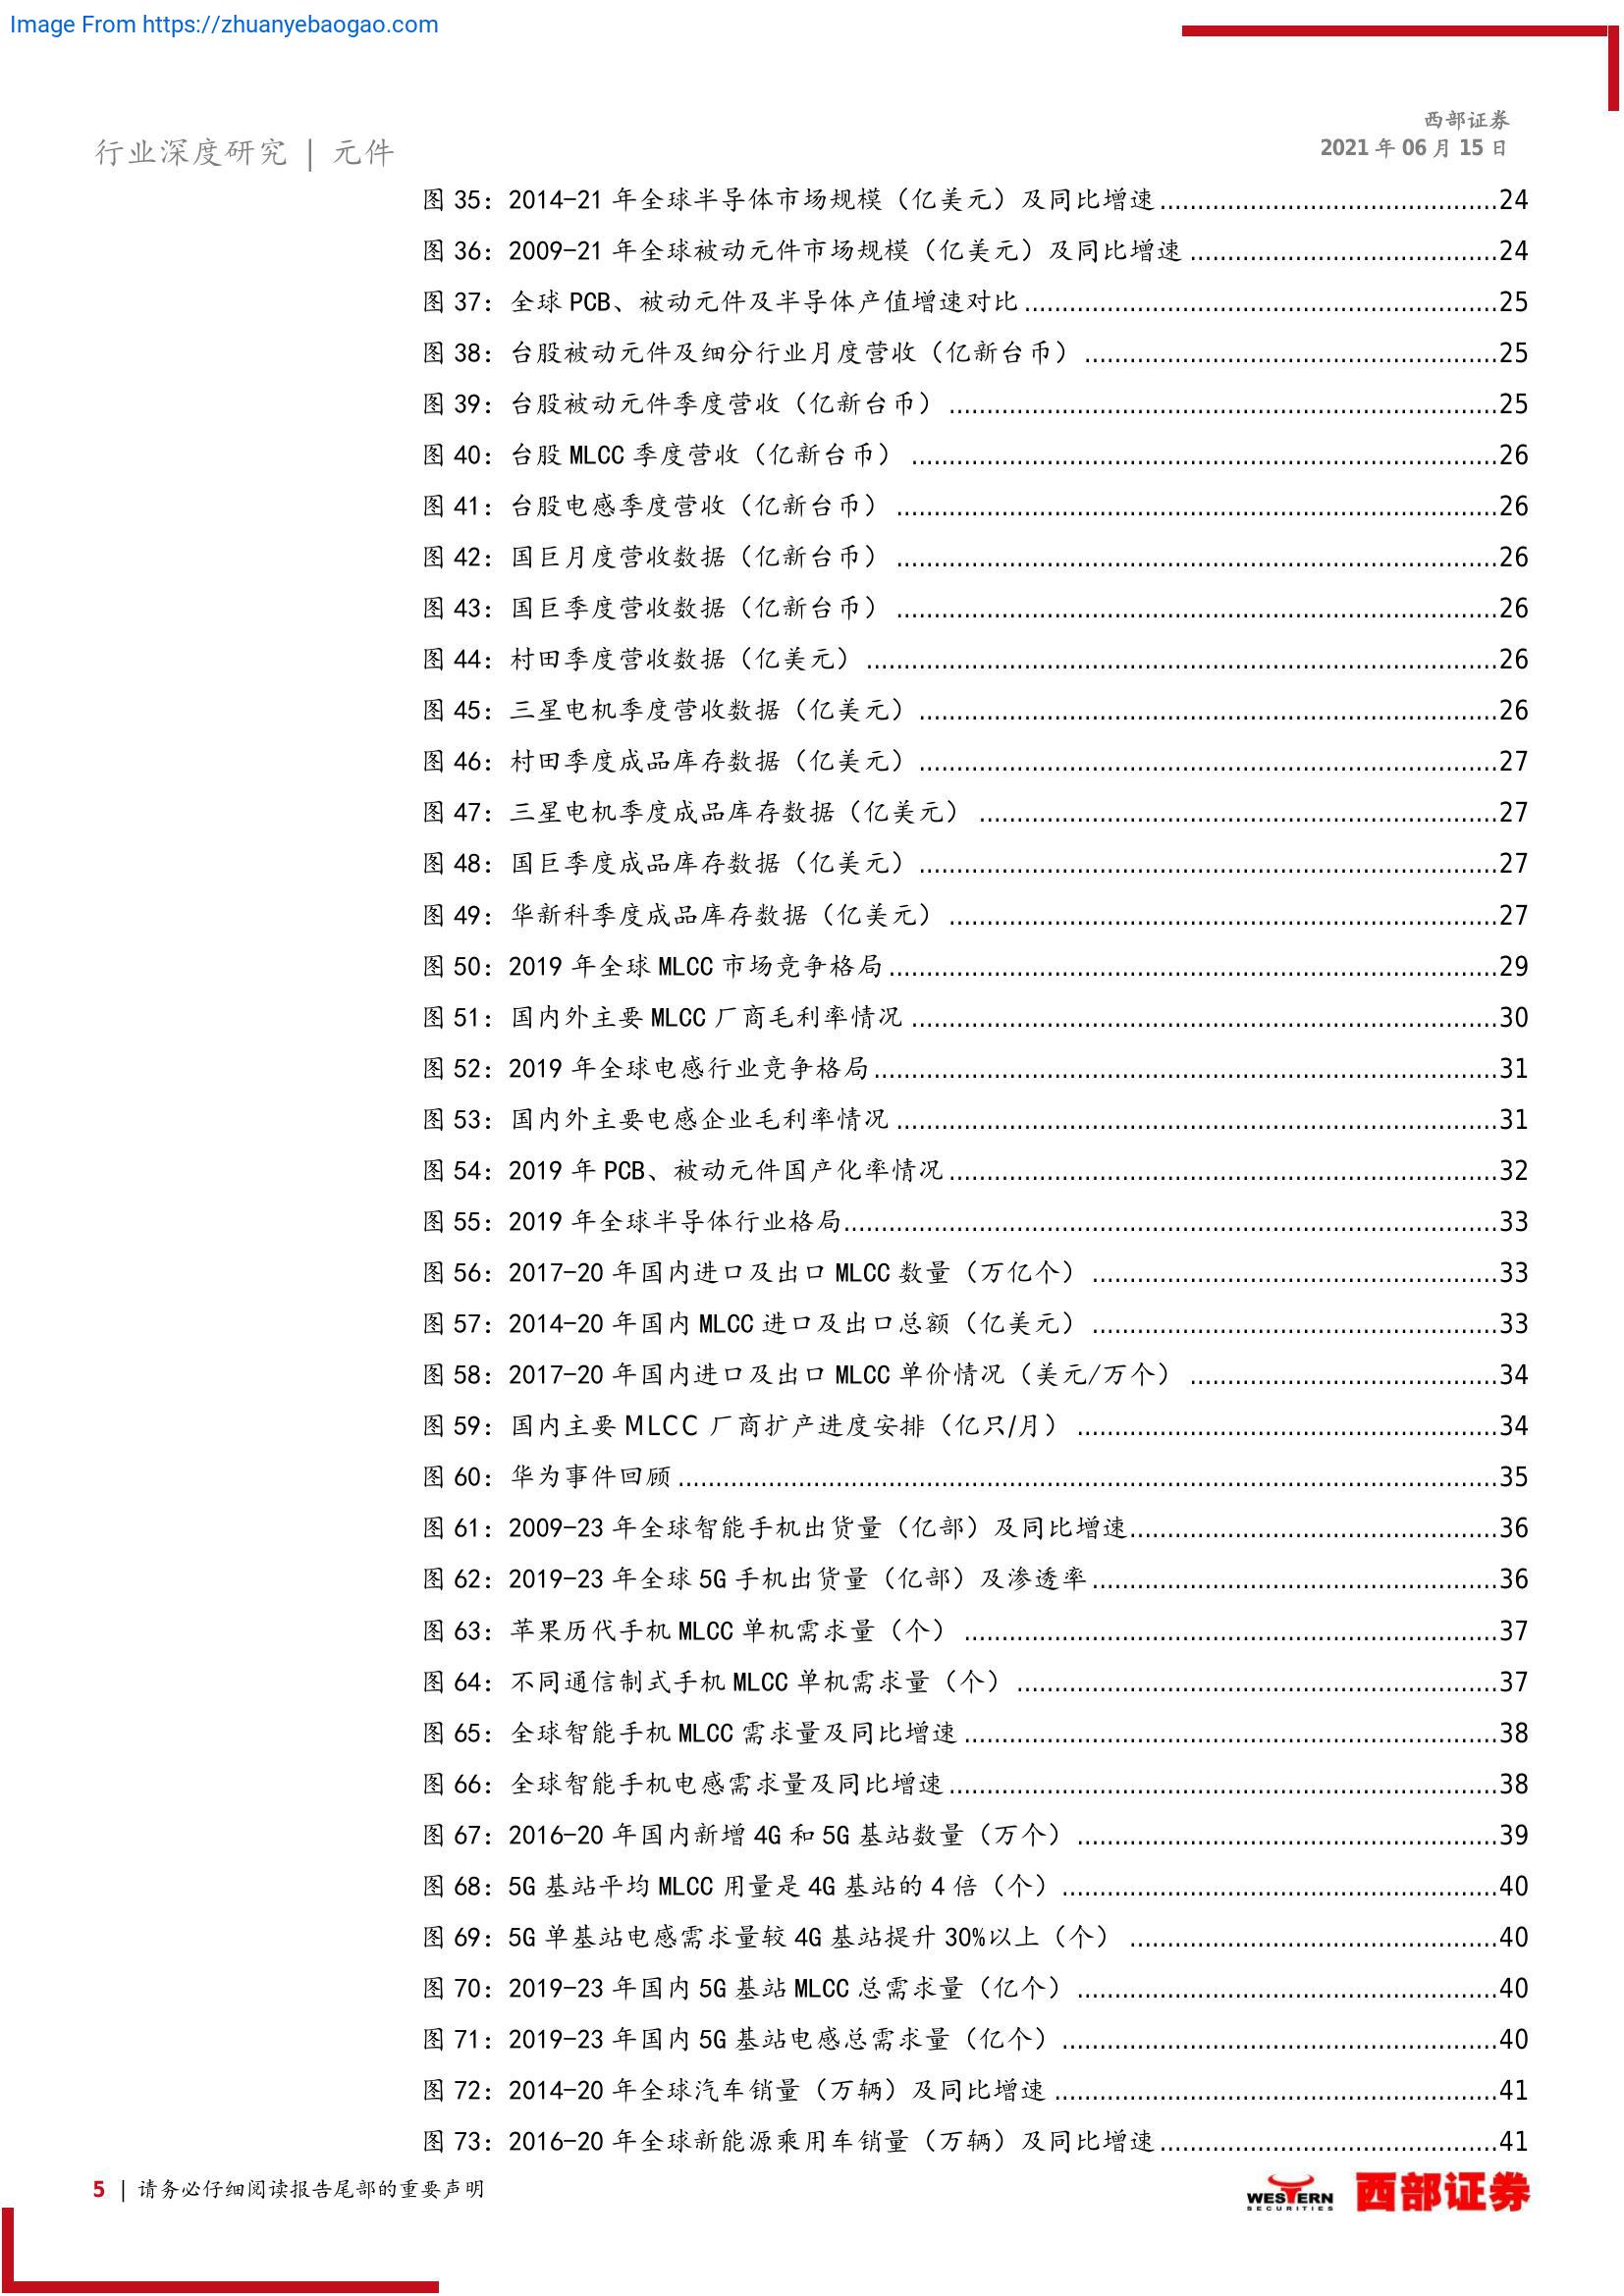 Image From https://zhuanyebaogao.com
西部证券
行业深度研究 | 元件
2021 年 06 月 15 日
图 35：2014-21 年全球半导体市场规模（亿美元）及同比增速............................................24
图 36：2009-21 年全球被动元件市场规模（亿美元）及同比增速............................................24
图 37：全球 PCB、被动元件及半导体产值增速对比............................................25
图 38：台股被动元件及细分行业月度营收（亿新台币）............................................25
图 39：台股被动元件季度营收（亿新台币）............................................25
图 40：台股 MLCC 季度营收（亿新台币）............................................26
图 41：台股电感季度营收（亿新台币）............................................26
图 42：国巨月度营收数据（亿新台币）............................................26
图 43：国巨季度营收数据（亿新台币）............................................26
图 44：村田季度营收数据（亿美元）............................................26
图 45：三星电机季度营收数据（亿美元）............................................26
图 46：村田季度成品库存数据（亿美元）............................................27
图 47：三星电机季度成品库存数据（亿美元）............................................27
图 48：国巨季度成品库存数据（亿美元）............................................27
图 49：华新科季度成品库存数据（亿美元）............................................27
图 50：2019 年全球 MLCC 市场竞争格局............................................29
图 51：国内外主要 MLCC 厂商毛利率情况............................................30
图 52：2019 年全球电感行业竞争格局............................................31
图 53：国内外主要电感企业毛利率情况............................................31
图 54：2019 年 PCB、被动元件国产化率情况............................................32
图 55：2019 年全球半导体行业格局............................................33
图 56：2017-20 年国内进口及出口 MLCC 数量（万亿个）............................................33
图 57：2014-20 年国内 MLCC 进口及出口总额（亿美元）............................................33
图 58：2017-20 年国内进口及出口 MLCC 单价情况（美元/万个）............................................34
图 59：国内主要 MLCC 厂商扩产进度安排（亿只/月）............................................34
图 60：华为事件回顾............................................35
图 61：2009-23 年全球智能手机出货量（亿部）及同比增速............................................36
图 62：2019-23 年全球 5G 手机出货量（亿部）及渗透率............................................36
图 63：苹果历代手机 MLCC 单机需求量（个）............................................37
图 64：不同通信制式手机 MLCC 单机需求量（个）............................................37
图 65：全球智能手机 MLCC 需求量及同比增速............................................38
图 66：全球智能手机电感需求量及同比增速............................................38
图 67：2016-20 年国内新增 4G 和 5G 基站数量（万个）............................................39
图 68：5G 基站平均 MLCC 用量是 4G 基站的 4 倍（个）............................................40
图 69：5G 单基站电感需求量较 4G 基站提升 30%以上（个）............................................40
图 70：2019-23 年国内 5G 基站 MLCC 总需求量（亿个）............................................40
图 71：2019-23 年国内 5G 基站电感总需求量（亿个）............................................40
图 72：2014-20 年全球汽车销量（万辆）及同比增速............................................41
图 73：2016-20 年全球新能源乘用车销量（万辆）及同比增速............................................41
5 | 请务必仔细阅读报告尾部的重要声明
WESTERN
SECURITIES
西部证券